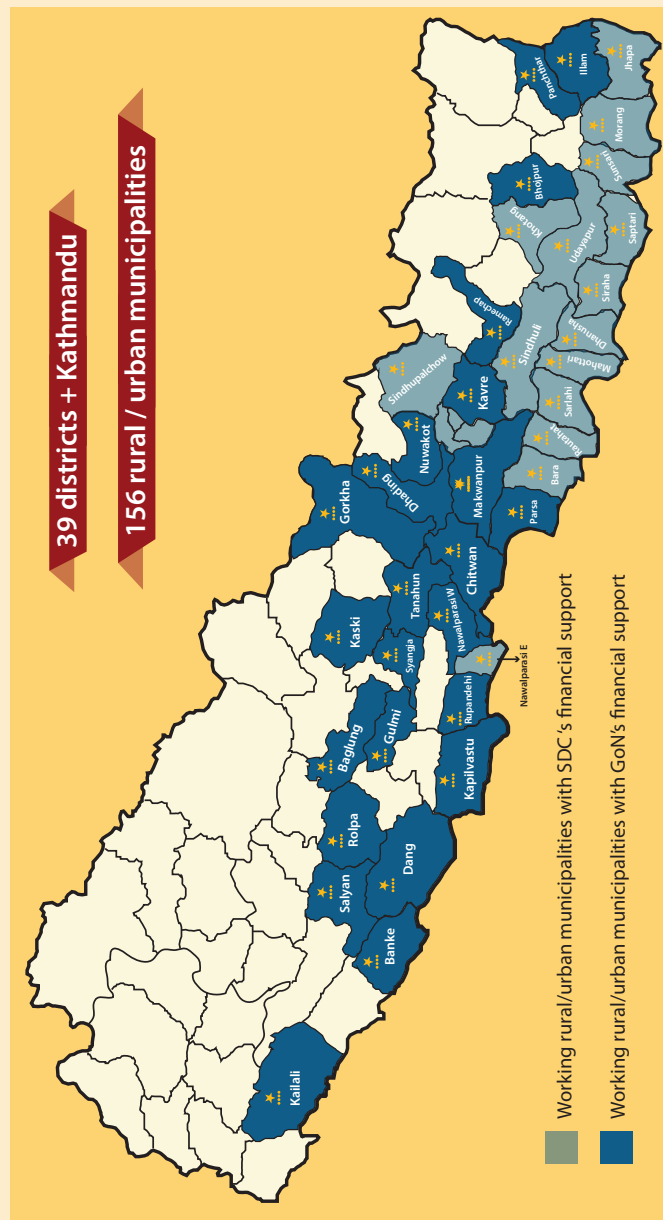 39 districts + Kathmandu
156 rural / urban municipalities
Kailali
Banke
Salyan
Rolpa
Dang
Baglung
Gulmi
Kapilvastu
Rupandehi
Nawalparasi E
Nawalparasi W
Syangja
Kaski
Tanahun
Gorkha
Chitwan
Dhading
Nuwakot
Makwanpur
Parsa
Bara
Rautahat
Sarlahi
Mahottari
Dhanusha
Sindhupalchow
Kavre
Ramechap
Sindhuli
Siraha
Saptari
Udayapur
Khotang
Bhojpur
Sunsari
Morang
Panchthar
Illam
Jhapa
Working rural/urban municipalities with SDC's financial support
Working rural/urban municipalities with GoN's financial support